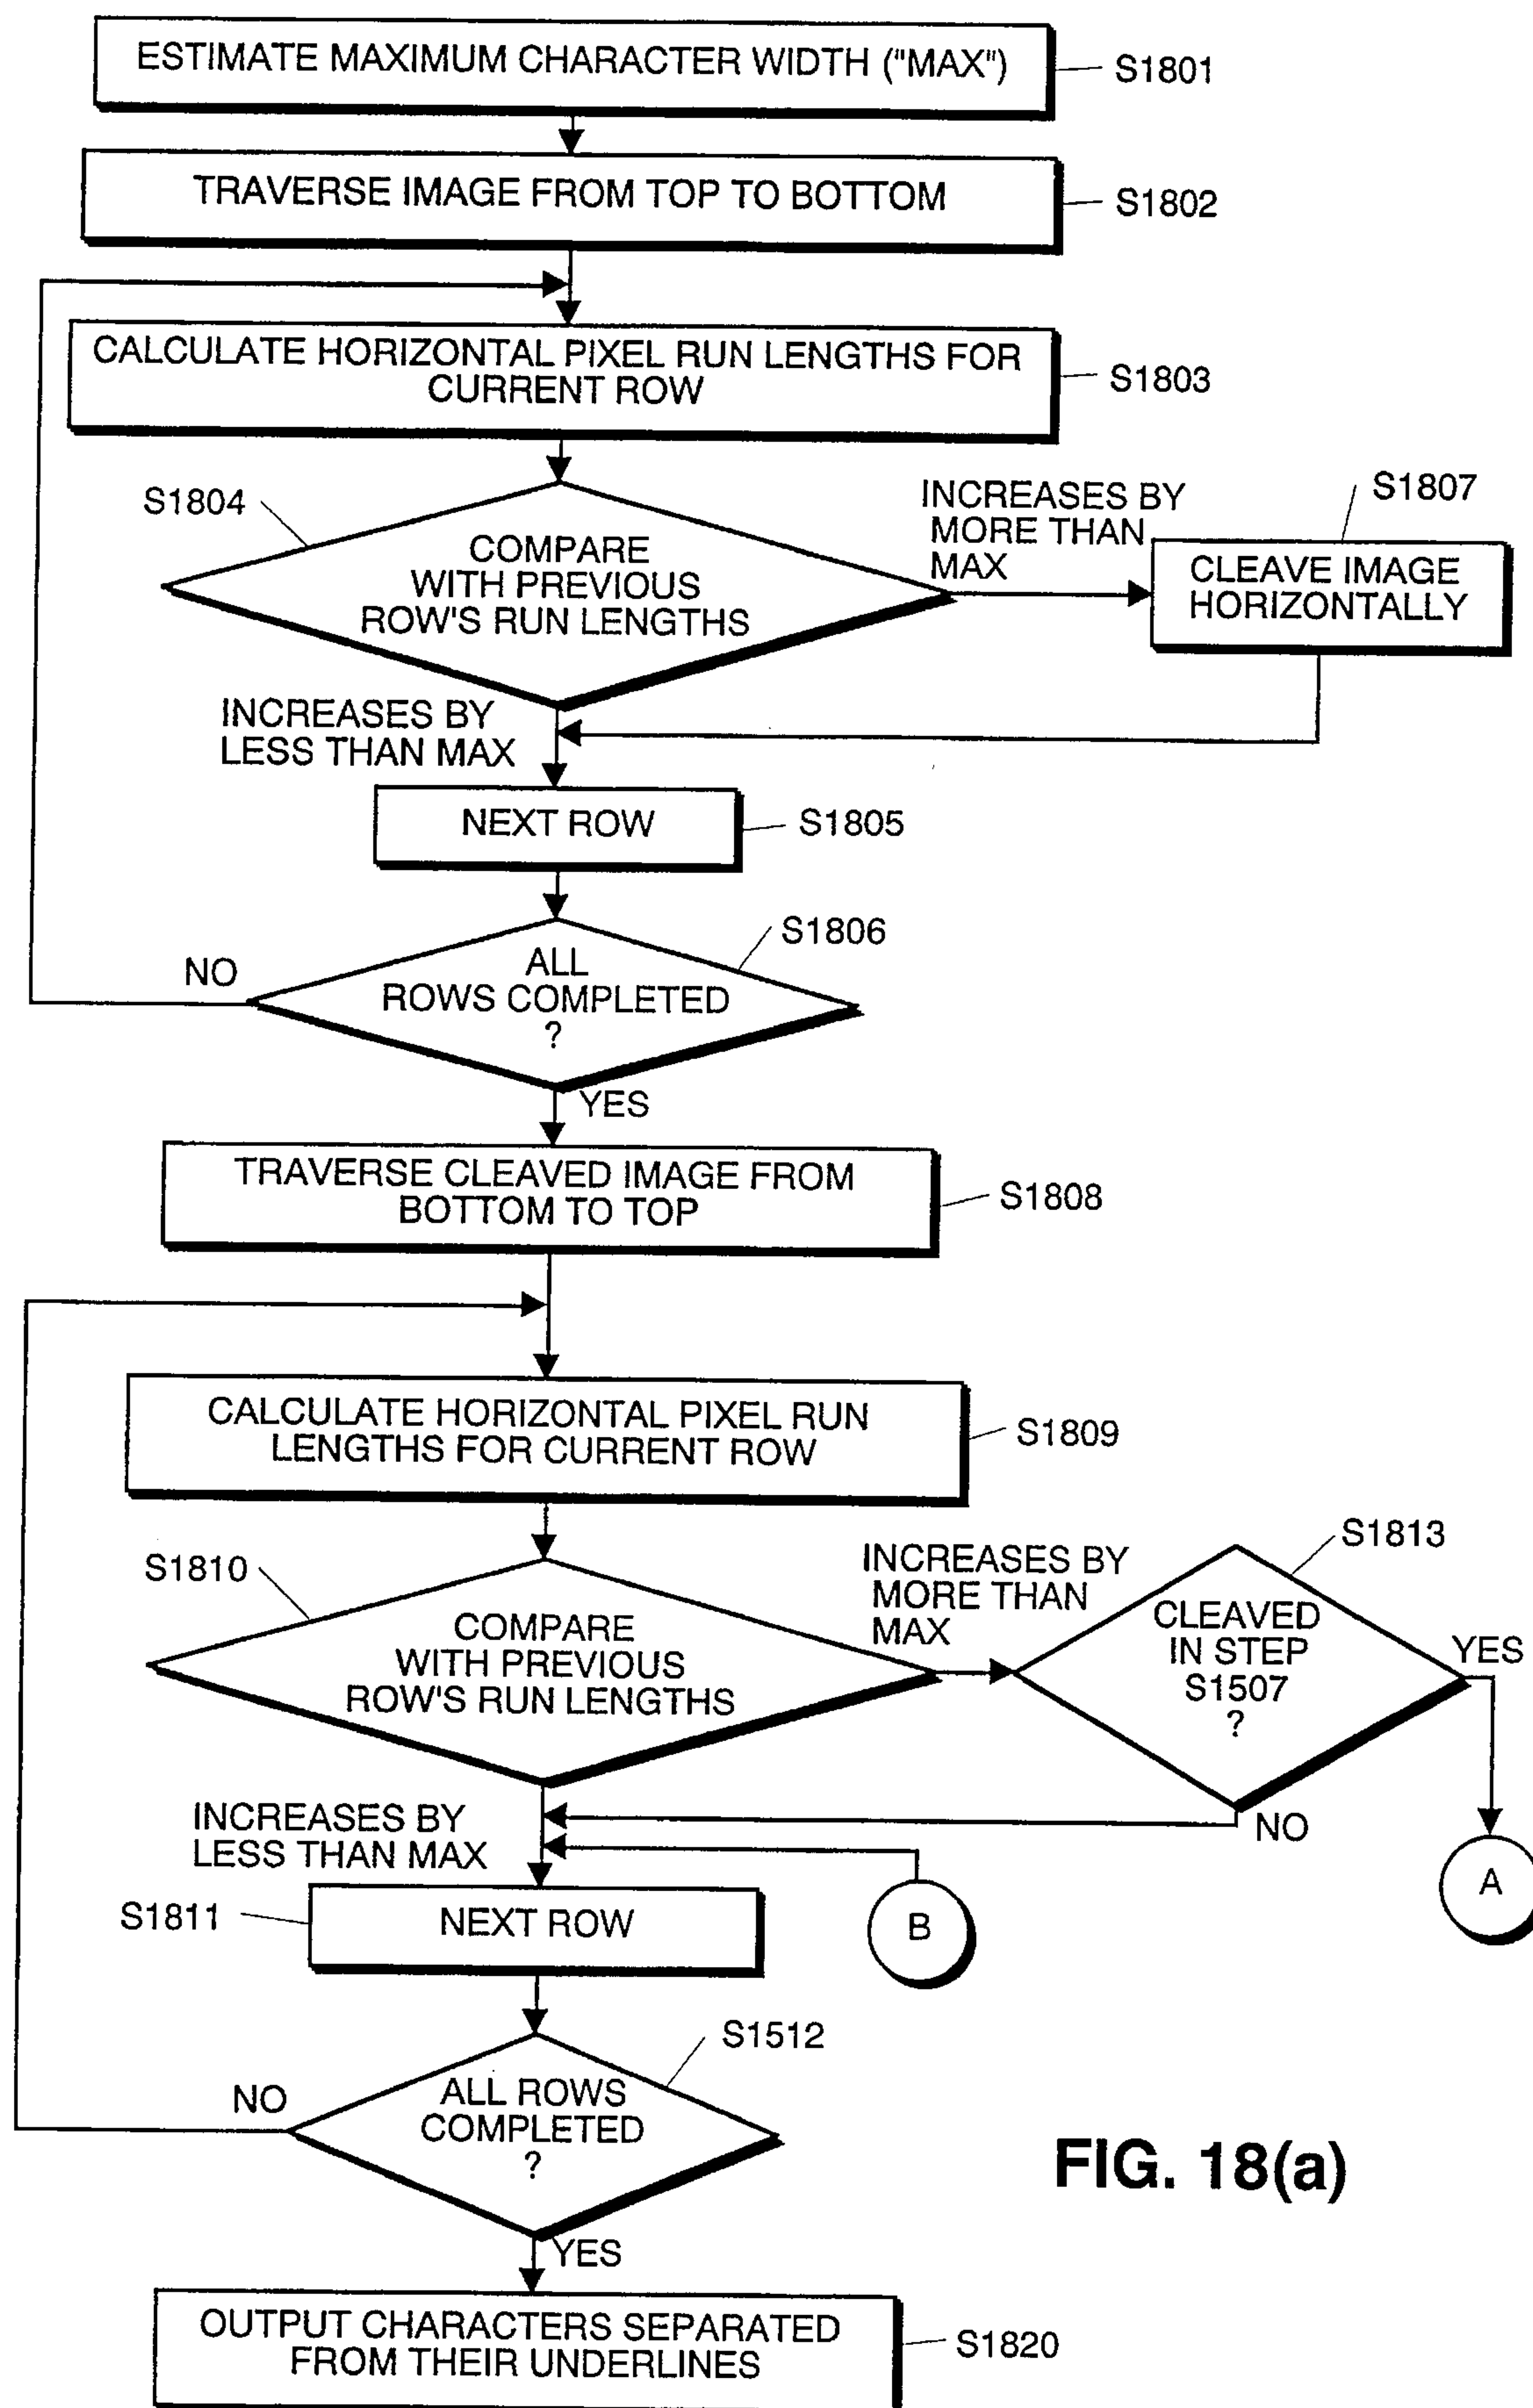 ESTIMATE MAXIMUM CHARACTER WIDTH ("MAX")
S1801
TRAVERSE IMAGE FROM TOP TO BOTTOM
S1802
CALCULATE HORIZONTAL PIXEL RUN LENGTHS FOR
CURRENT ROW
S1803
S1804
COMPARE
WITH PREVIOUS
ROW'S RUN LENGTHS
INCREASES BY
MORE THAN
MAX
S1807
CLEAVE IMAGE
HORIZONTALLY
INCREASES BY
LESS THAN MAX
NEXT ROW
S1805
S1806
ALL
ROWS COMPLETED
?
NO
YES
TRAVERSE CLEAVED IMAGE FROM
BOTTOM TO TOP
S1808
CALCULATE HORIZONTAL PIXEL RUN
LENGTHS FOR CURRENT ROW
S1809
S1810
COMPARE
WITH PREVIOUS
ROW'S RUN LENGTHS
INCREASES BY
MORE THAN
MAX
S1813
CLEAVED
IN STEP
S1507
?
YES
NO
A
INCREASES BY
LESS THAN MAX
B
S1811
NEXT ROW
S1512
ALL ROWS
COMPLETED
?
NO
YES
FIG. 18(a)
OUTPUT CHARACTERS SEPARATED
FROM THEIR UNDERLINES
S1820